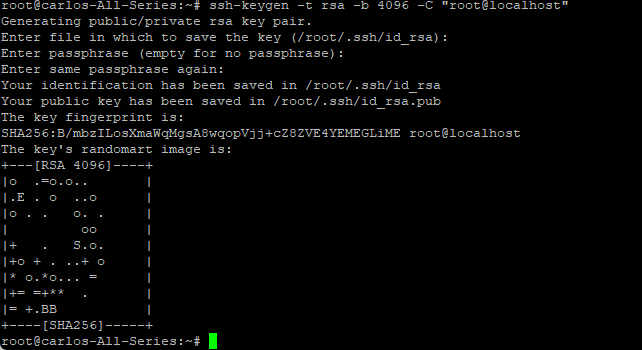 root@carlos-All-Series:~# ssh-keygen -t rsa -b 4096 -C "root@localhost"
Generating public/private rsa key pair.
Enter file in which to save the key (/root/.ssh/id_rsa):
Enter passphrase (empty for no passphrase):
Enter same passphrase again:
Your identification has been saved in /root/.ssh/id_rsa
Your public key has been saved in /root/.ssh/id_rsa.pub
The key fingerprint is:
SHA256:B/mbzILosXmaWqMgsA8wqopVjj+cZ8ZVE4YEMEGLiME root@localhost
The key's randomart image is:
+---[RSA 4096]----+
|o  .=o.o..       |
|.E . o  ..o      |
|o . .   o. .     |
|         oo      |
|+   .   S.o.     |
|+o + . ..+ o     |
|* o.*o... =      |
|+= =+**  .       |
|= +.BB           |
+----[SHA256]-----+
root@carlos-All-Series:~#